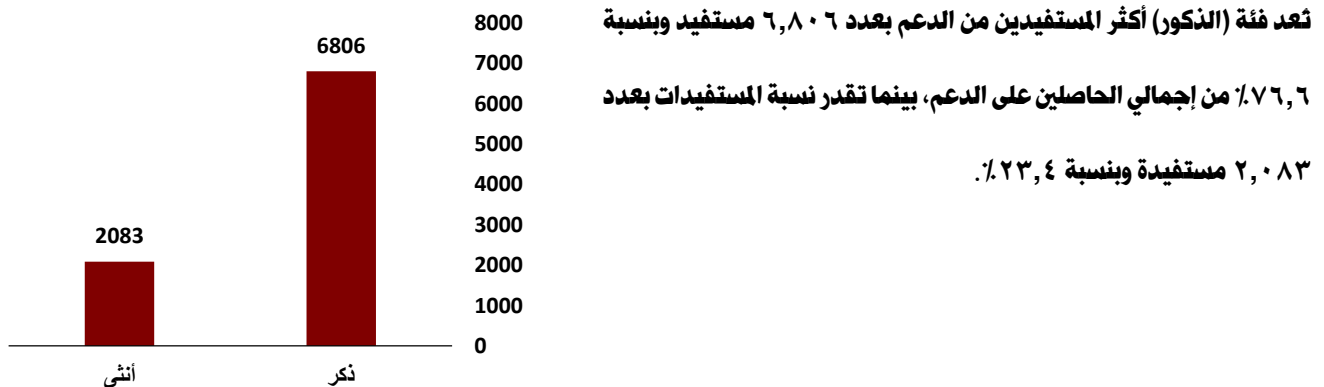 تُعد فئة (الذكور) أكثر المستفيدين من الدعم بعدد ٦,٨٠٦ مستفيد وبنسبة
٧٦,٦٪ من إجمالي الحاصلين على الدعم، بينما تقدر نسبة المستفيدات بعدد
٢,٠٨٣ مستفيدة وبنسبة ٢٣,٤٪.
8000
7000
6000
5000
4000
3000
2000
1000
0
6806
2083
ذكر
أنثى